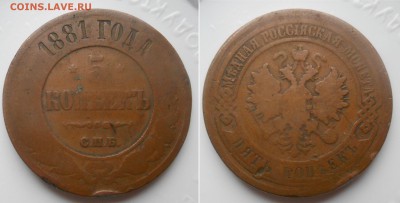 COINS.LAVE.RU
1881 ГОДА
5
КОПѢЕКЪ
С.П.Б.
МѢДНАЯ РОССІЙСКАЯ МОНЕТА
ПЯТЬ КОПѢЕКЪ